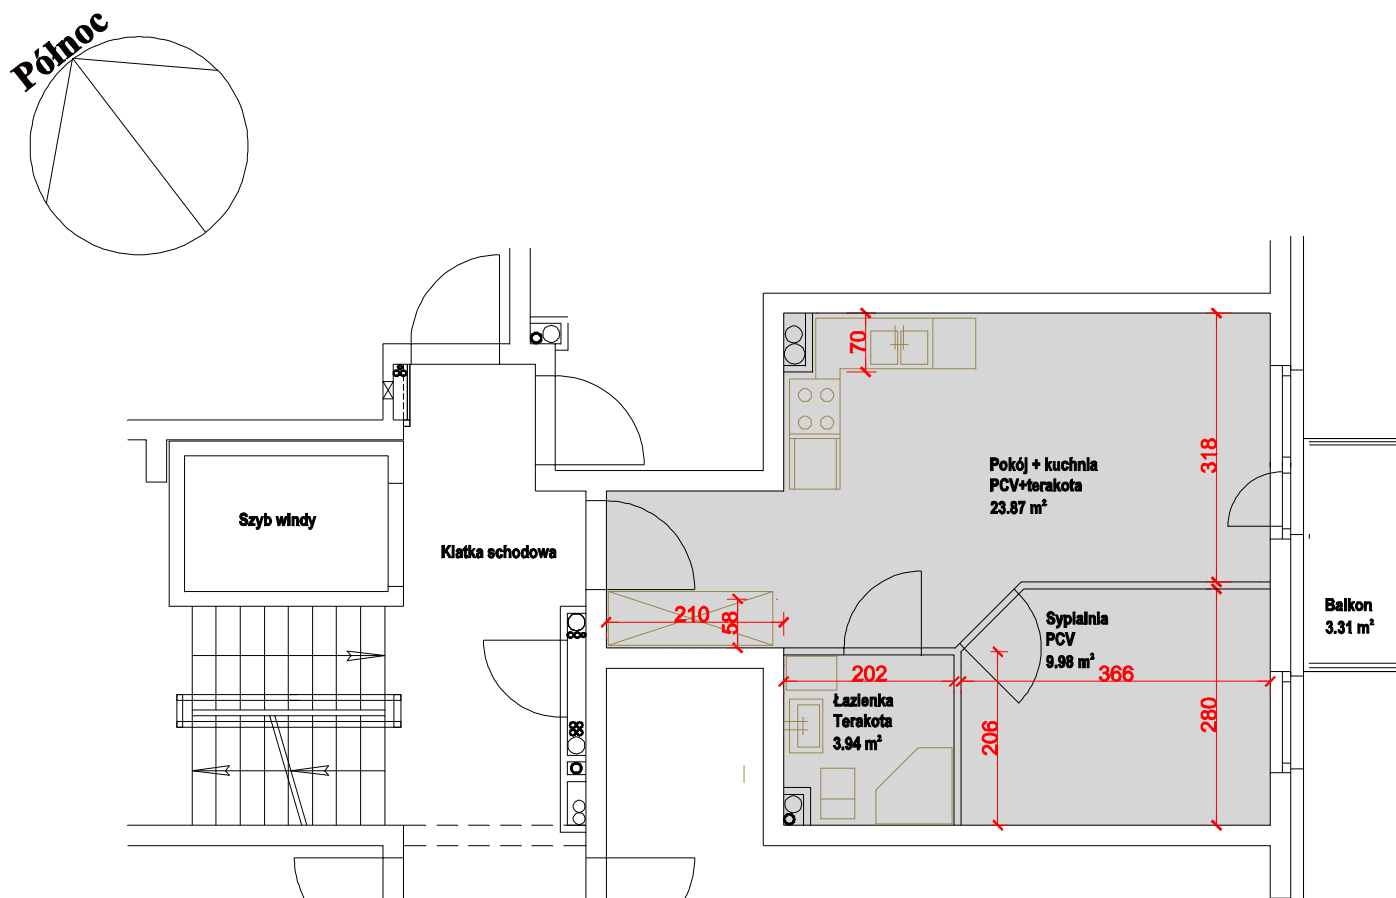 Północ
70
318
Pokój + kuchnia
PCV+terakota
23.87 m²
Szyb windy
Klatka schodowa
210
58
Sypialnia
PCV
9.98 m²
Balkon
3.31 m²
202
366
Łazienka
Terakota
3.94 m²
206
280